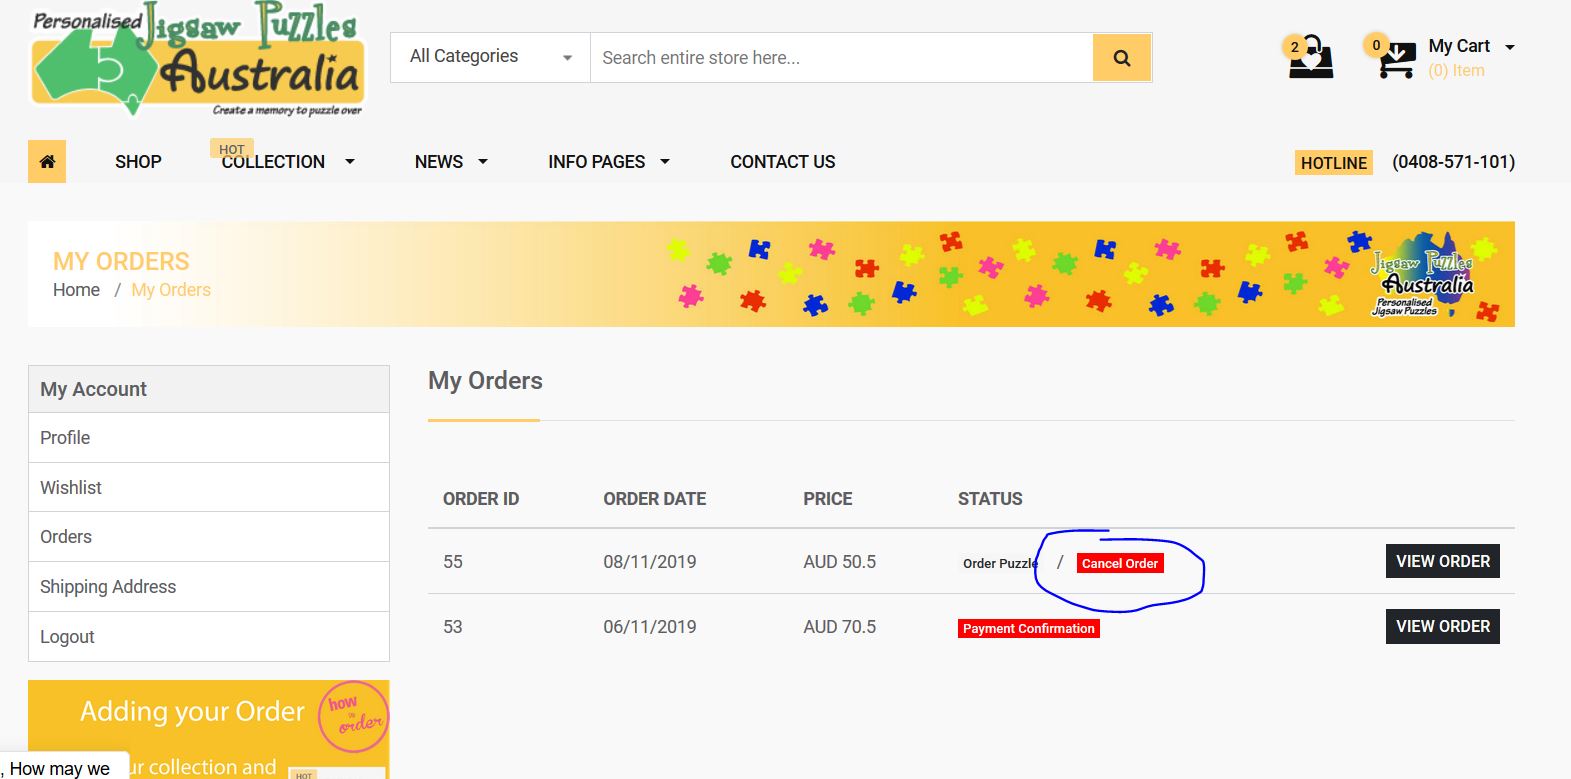 Personalised Jigsaw Puzzles
Australia
Create a memory to puzzle over
All Categories
Search entire store here...
2
0
My Cart
(0) Item
HOT
SHOP
COLLECTION
NEWS
INFO PAGES
CONTACT US
HOTLINE (0408-571-101)
MY ORDERS
Home / My Orders
Jigsaw Puzzles
Australia
Personalised
Jigsaw Puzzles
My Account
Profile
Wishlist
Orders
Shipping Address
Logout
My Orders
ORDER ID ORDER DATE PRICE STATUS
55 08/11/2019 AUD 50.5 Order Puzzle / Cancel Order VIEW ORDER
53 06/11/2019 AUD 70.5 Payment Confirmation VIEW ORDER
Adding your Order
how
to
order
, How may we
ur collection and
HOT